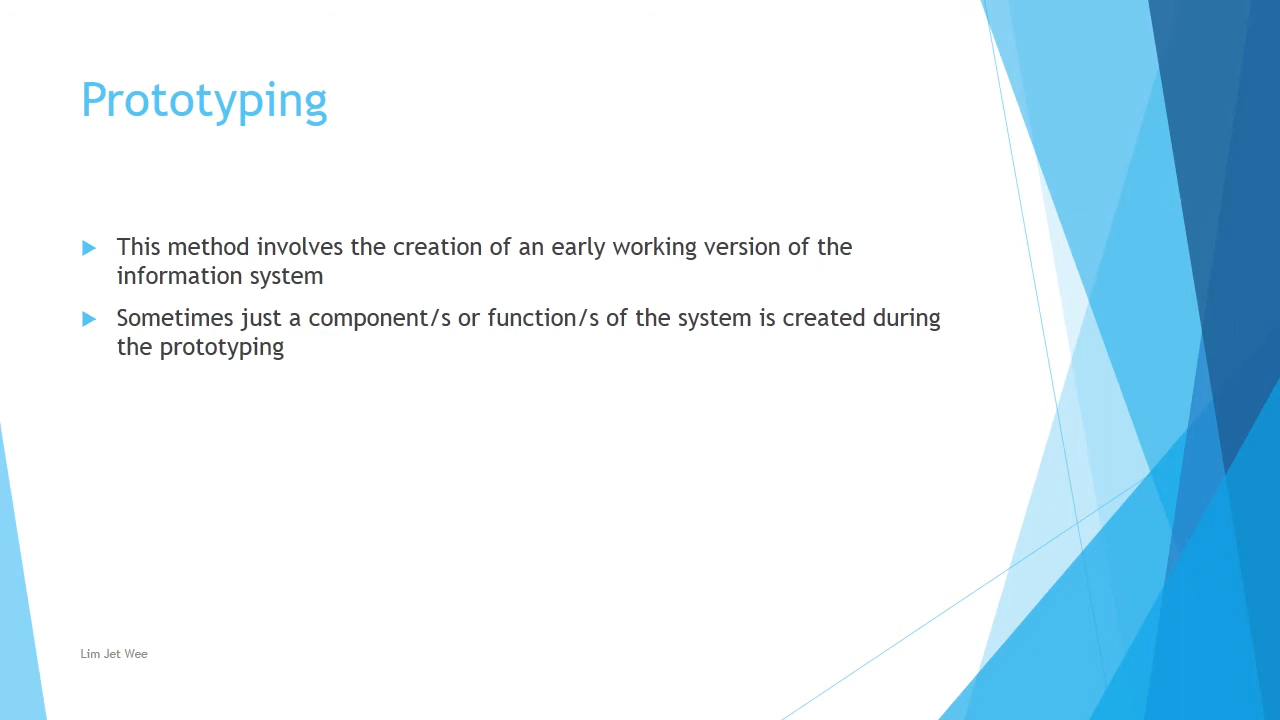 Prototyping
This method involves the creation of an early working version of the
information system
Sometimes just a component/s or function/s of the system is created during
the prototyping
Lim Jet Wee